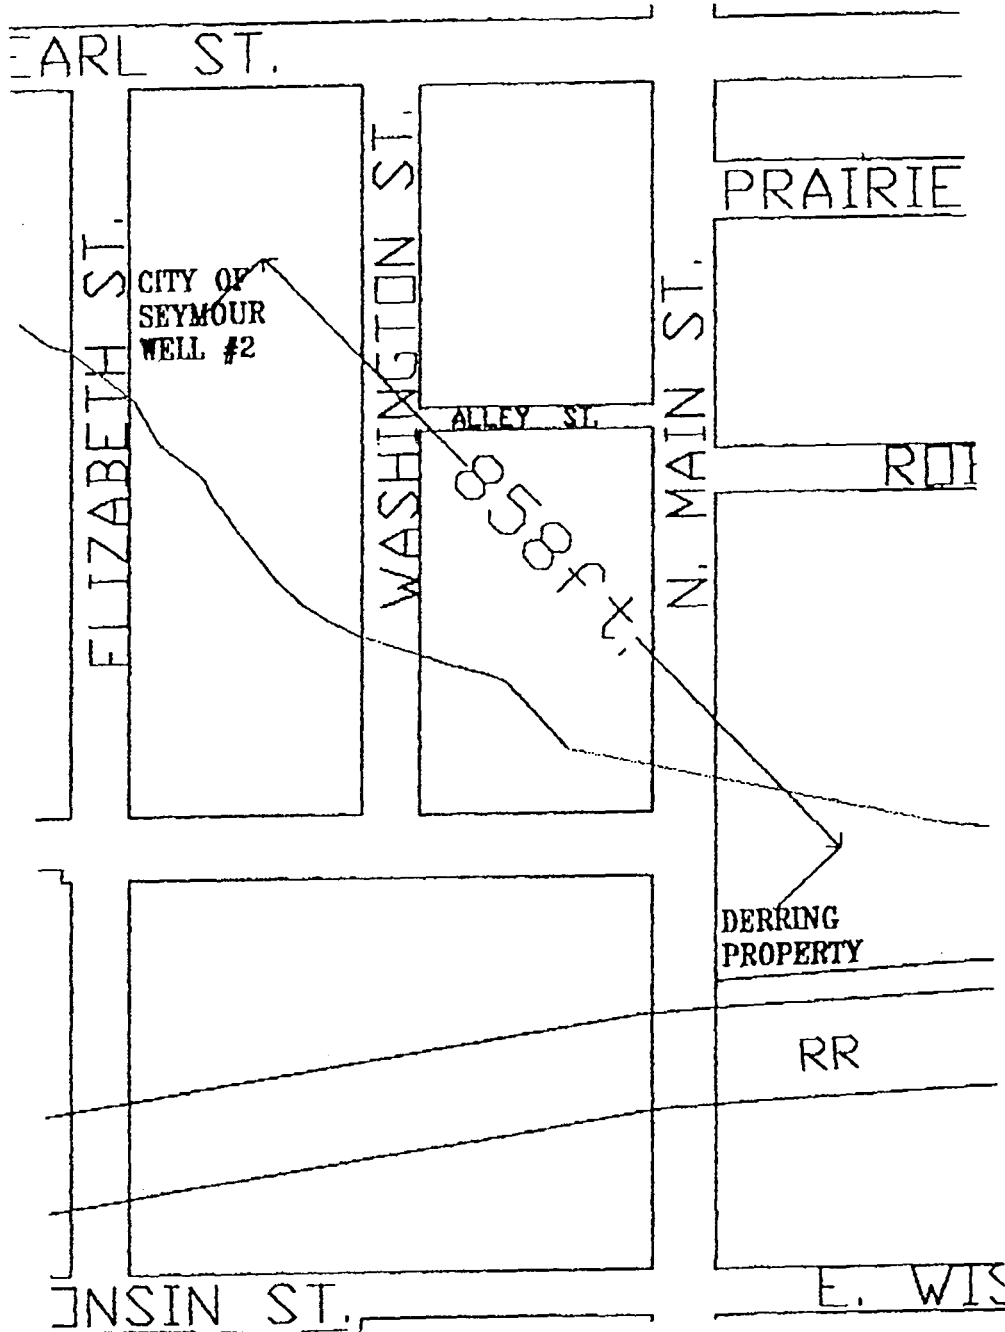 EARL ST.
PRAIRIE
ELIZABETH ST.
WASHINGTON ST.
N. MAIN ST.
CITY OF
SEYMOUR
WELL #2
ALLEY ST.
858ft.
DERRING
PROPERTY
RR
E. WIS
NSIN ST.